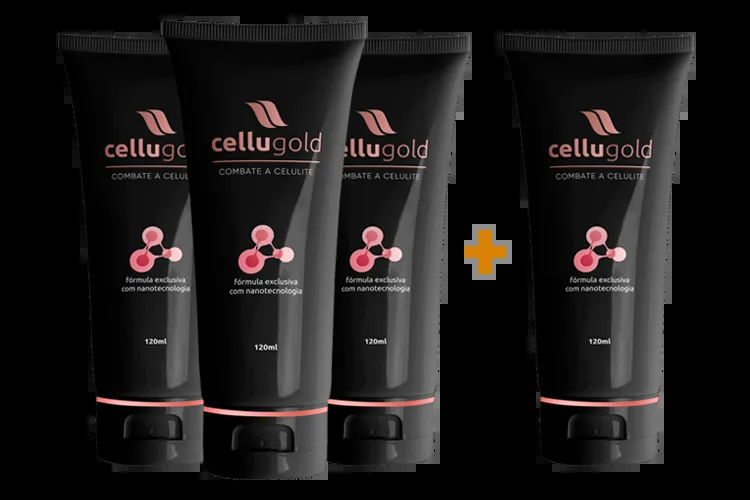 cellugold
COMBATE A CELULITE
fórmula exclusiva
com nanotecnologia
120ml
cellugold
COMBATE A CELULITE
fórmula exclusiva
com nanotecnologia
120ml
cellugold
COMBATE A CELULITE
fórmula exclusiva
com nanotecnologia
120ml
+
cellugold
COMBATE A CELULITE
fórmula exclusiva
com nanotecnologia
120ml